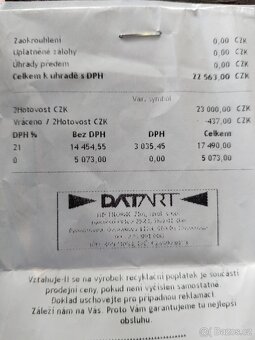 Zaokrouhlení 0,00 CZK
Uplatnené zálohy 0,00 CZK
Úhrady predem 0,00 CZK
Celkem k úhradě s DPH 22 563,00 CZK
Var. symbol
2Hotovost CZK 23 000,00 CZK
Vráceno / 2Hotovost CZK -437,00 CZK
DPH % Bez DPH DPH Celkem
21 14 454,55 3 035,45 17 490,00
0 5 073,00 0,00 5 073,00
DATART
Vztahuje-li se na výrobek recyklační poplatek je součástí
prodejní ceny, pokud není vyčíslen samostatně
Doklad uschovejte pro případnou reklamaci
Záleží nám na Vás. Proto Vám garantujeme tu nejlepší
obsluhu.